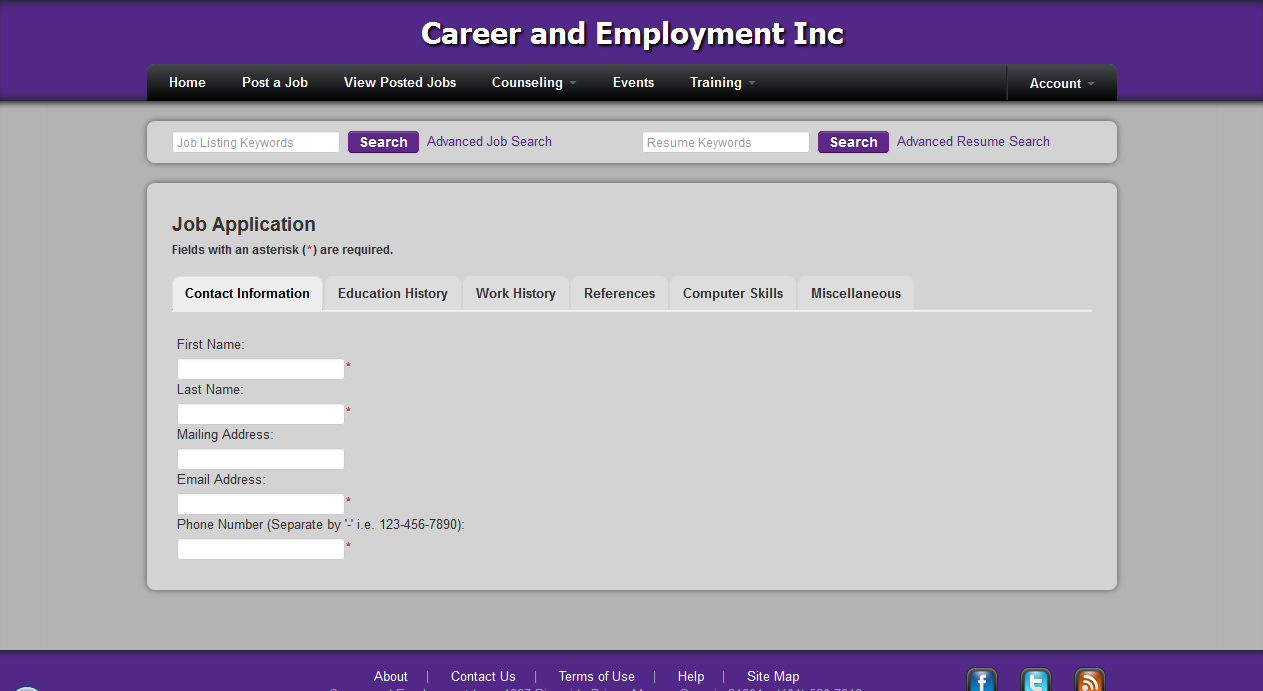 Career and Employment Inc
Home Post a Job View Posted Jobs Counseling Events Training Account
Job Listing Keywords Search Advanced Job Search Resume Keywords Search Advanced Resume Search
Job Application
Fields with an asterisk (*) are required.
Contact Information Education History Work History References Computer Skills Miscellaneous
First Name:
*
Last Name:
*
Mailing Address:
Email Address:
*
Phone Number (Separate by '-' i.e. 123-456-7890):
*
About | Contact Us | Terms of Use | Help | Site Map